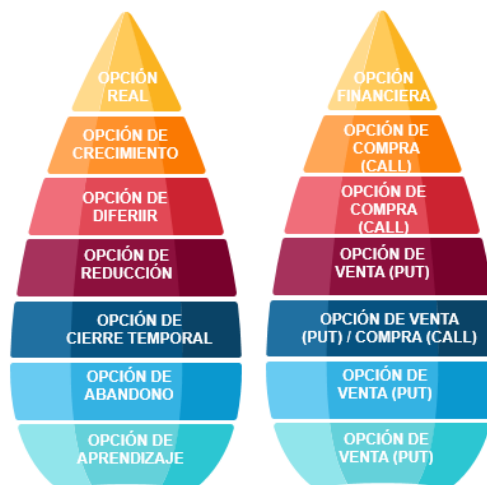 OPCIÓN
REAL
OPCIÓN DE
CRECIMIENTO
OPCIÓN DE
DIFERIIR
OPCIÓN DE
REDUCCIÓN
OPCIÓN DE
CIERRE TEMPORAL
OPCIÓN DE
ABANDONO
OPCIÓN DE
APRENDIZAJE
OPCIÓN
FINANCIERA
OPCIÓN DE
COMPRA
(CALL)
OPCIÓN DE
COMPRA
(CALL)
OPCIÓN DE
VENTA (PUT)
OPCIÓN DE VENTA
(PUT) / COMPRA (CALL)
OPCIÓN DE
VENTA (PUT)
OPCIÓN DE
VENTA (PUT)